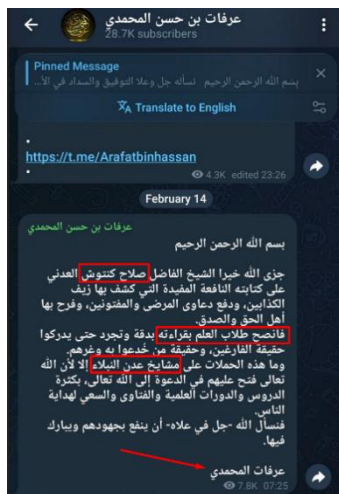 عرفات بن حسن المحمدي
28.7K subscribers
Pinned Message
بسم الله الرحمن الرحيم نسأله جل وعلا التوفيق والسداد في الأ...
Translate to English
.
https://t.me/Arafatbinhassan
.
4.3K edited 23:26
February 14
عرفات بن حسن المحمدي
بسم الله الرحمن الرحيم
جزى الله خيرا الشيخ الفاضل صلاح كنتوش العدني
على كتابته النافعة المفيدة التي كشف بها زيف
الكذابين، ودفع دعاوى المرضى والمفتونين، وفرح بها
أهل الحق والصدق.
فانصح طلاب العلم بقراءته بدقة وتجرد حتى يدركوا
حقيقة الفارغين، وحقيقة من خدعوا به وغرهم.
وما هذه الحملات على مشايخ عدن النبلاء إلا لأن الله
تعالى فتح عليهم في الدعوة إلى الله تعالى، بكثرة
الدروس والدورات العلمية والفتاوى والسعي لهداية
الناس.
فنسأل الله -جل في علاه- أن ينفع بجهودهم ويبارك
فيها.
عرفات المحمدي
7.8K 07:25